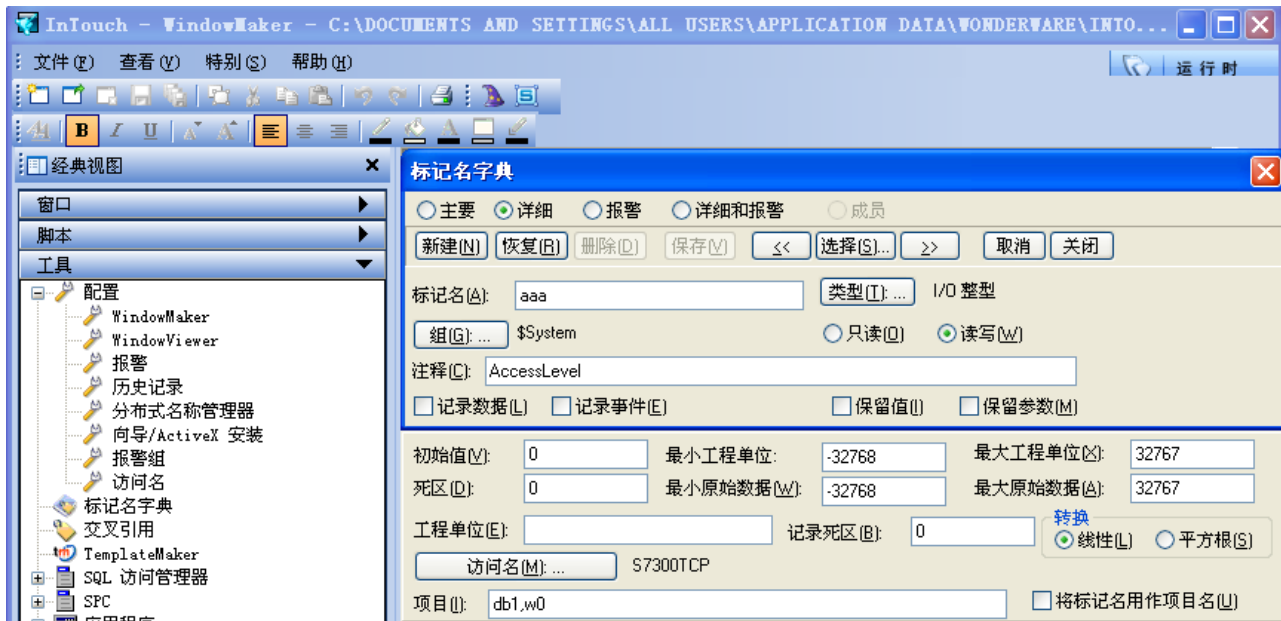 InTouch - WindowMaker - C:\DOCUMENTS AND SETTINGS\ALL USERS\APPLICATION DATA\WONDERWARE\INTO...
文件(F) 查看(V) 特别(S) 帮助(H)
运行时
B I U
经典视图
窗口
脚本
工具
配置
WindowMaker
WindowViewer
报警
历史记录
分布式名称管理器
向导/ActiveX 安装
报警组
访问名
标记名字典
交叉引用
TemplateMaker
SQL 访问管理器
SPC
应用程序
标记名字典
主要 详细 报警 详细和报警 成员
新建(N) 恢复(R) 删除(D) 保存(V) << 选择(S)... >> 取消 关闭
标记名(A): aaa 类型(T): ... I/O 整型
组(G): ... $System 只读(O) 读写(W)
注释(C): AccessLevel
记录数据(L) 记录事件(E) 保留值(I) 保留参数(M)
初始值(V): 0 最小工程单位: -32768 最大工程单位(X): 32767
死区(D): 0 最小原始数据(W): -32768 最大原始数据(A): 32767
工程单位(E): 记录死区(B): 0 转换 线性(L) 平方根(S)
访问名(M): ... S7300TCP
项目(I): db1,w0 将标记名用作项目名(U)